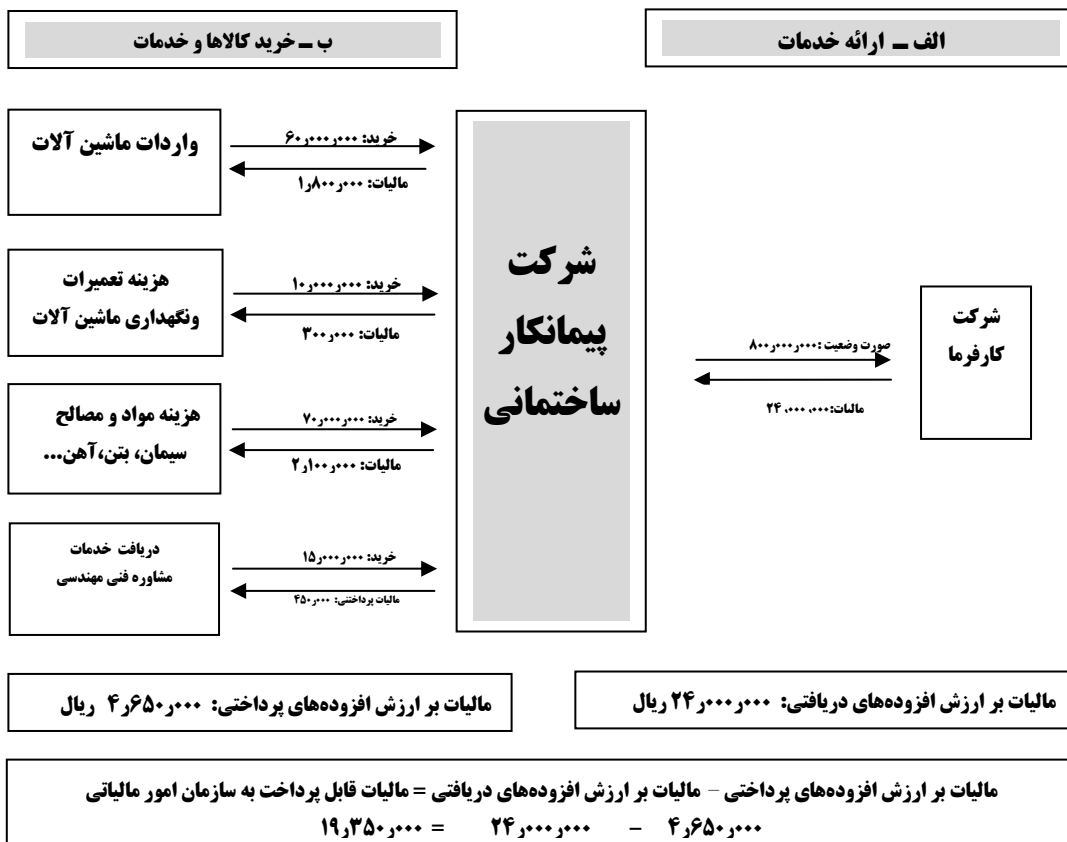 الف ــ ارائه خدمات
ب ــ خرید کالاها و خدمات
واردات ماشین آلات
خرید: ۶۰٫۰۰۰٫۰۰۰
مالیات: ۱٫۸۰۰٫۰۰۰
هزینه تعمیرات
ونگهداری ماشین آلات
خرید: ۱۰٫۰۰۰٫۰۰۰
مالیات: ۳۰۰٫۰۰۰
هزینه مواد و مصالح
سیمان، بتن،آهن...
خرید: ۷۰٫۰۰۰٫۰۰۰
مالیات: ۲٫۱۰۰٫۰۰۰
دریافت خدمات
مشاوره فنی مهندسی
خرید: ۱۵٫۰۰۰٫۰۰۰
مالیات پرداختنی: ۴۵۰٫۰۰۰
شرکت
پیمانکار
ساختمانی
شرکت
کارفرما
صورت وضعیت :۸۰۰٫۰۰۰٫۰۰۰
مالیات:۲۴،۰۰۰،۰۰۰
مالیات بر ارزش افزوده‌های دریافتی: ۲۴٫۰۰۰٫۰۰۰ ریال
مالیات بر ارزش افزوده‌های پرداختی: ۴٫۶۵۰٫۰۰۰ ریال
مالیات بر ارزش افزوده‌های پرداختی – مالیات بر ارزش افزوده‌های دریافتی = مالیات قابل پرداخت به سازمان امور مالیاتی
۱۹٫۳۵۰٫۰۰۰ = ۲۴٫۰۰۰٫۰۰۰ – ۴٫۶۵۰٫۰۰۰